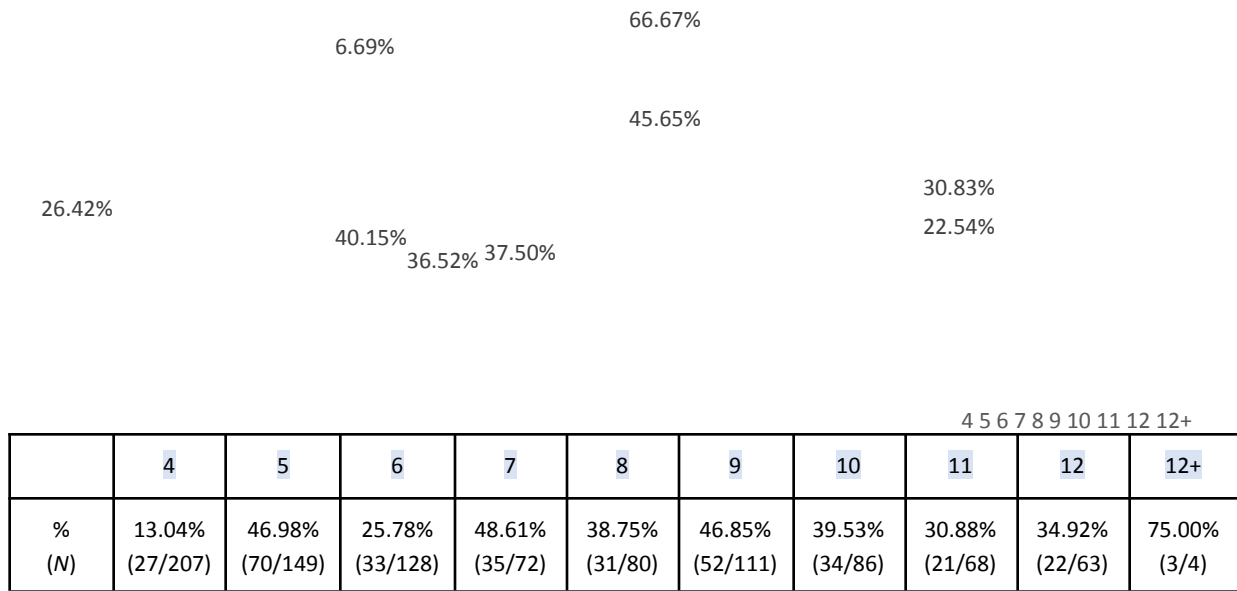 66.67%
6.69%
45.65%
30.83%
26.42%
22.54%
40.15%
36.52% 37.50%
4 5 6 7 8 9 10 11 12 12+
4 5 6 7 8 9 10 11 12 12+
% 13.04% 46.98% 25.78% 48.61% 38.75% 46.85% 39.53% 30.88% 34.92% 75.00%
(N) (27/207) (70/149) (33/128) (35/72) (31/80) (52/111) (34/86) (21/68) (22/63) (3/4)